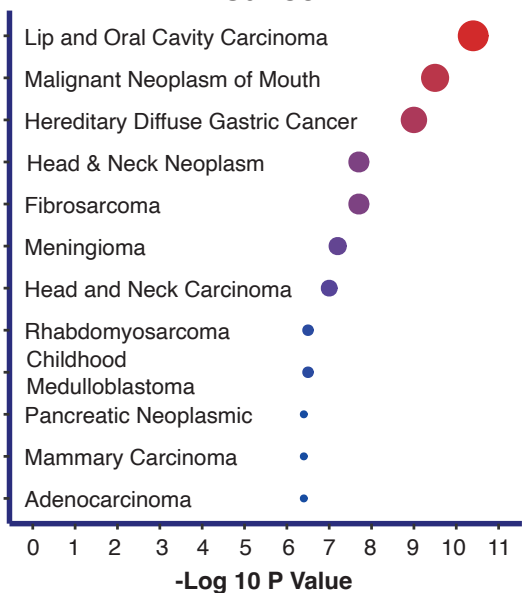 Lip and Oral Cavity Carcinoma
Malignant Neoplasm of Mouth
Hereditary Diffuse Gastric Cancer
Head & Neck Neoplasm
Fibrosarcoma
Meningioma
Head and Neck Carcinoma
Rhabdomyosarcoma
Childhood
Medulloblastoma
Pancreatic Neoplasmic
Mammary Carcinoma
Adenocarcinoma
0 1 2 3 4 5 6 7 8 9 10 11
-Log 10 P Value